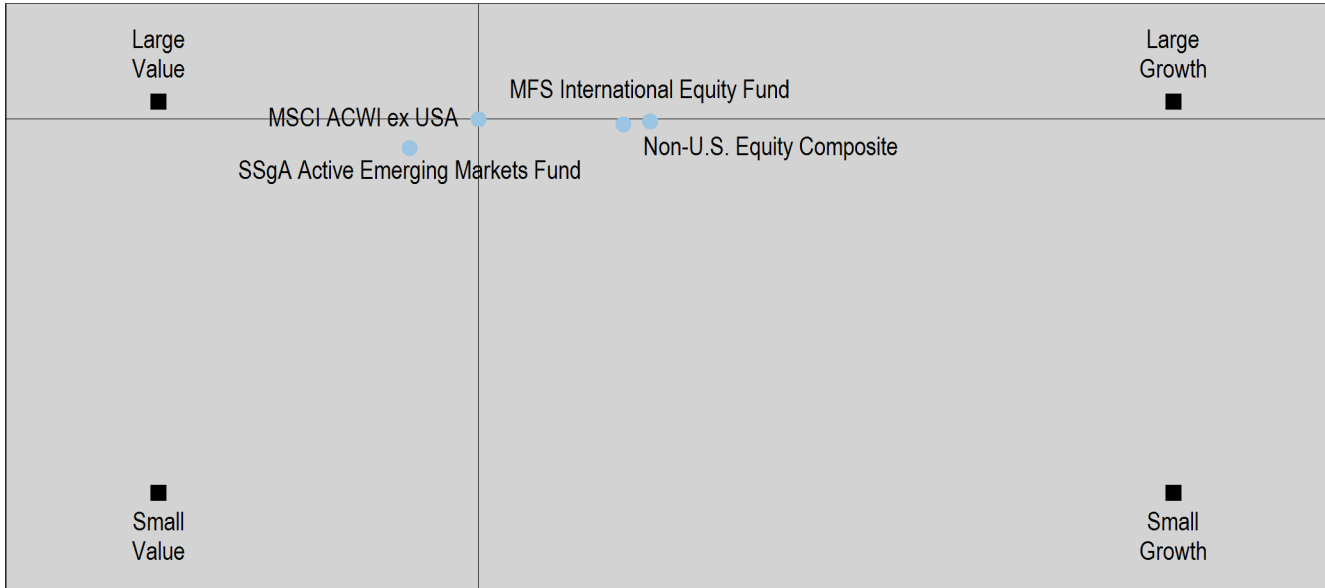 Large
Value
Large
Growth
MFS International Equity Fund
MSCI ACWI ex USA
Non-U.S. Equity Composite
SSgA Active Emerging Markets Fund
Small
Value
Small
Growth